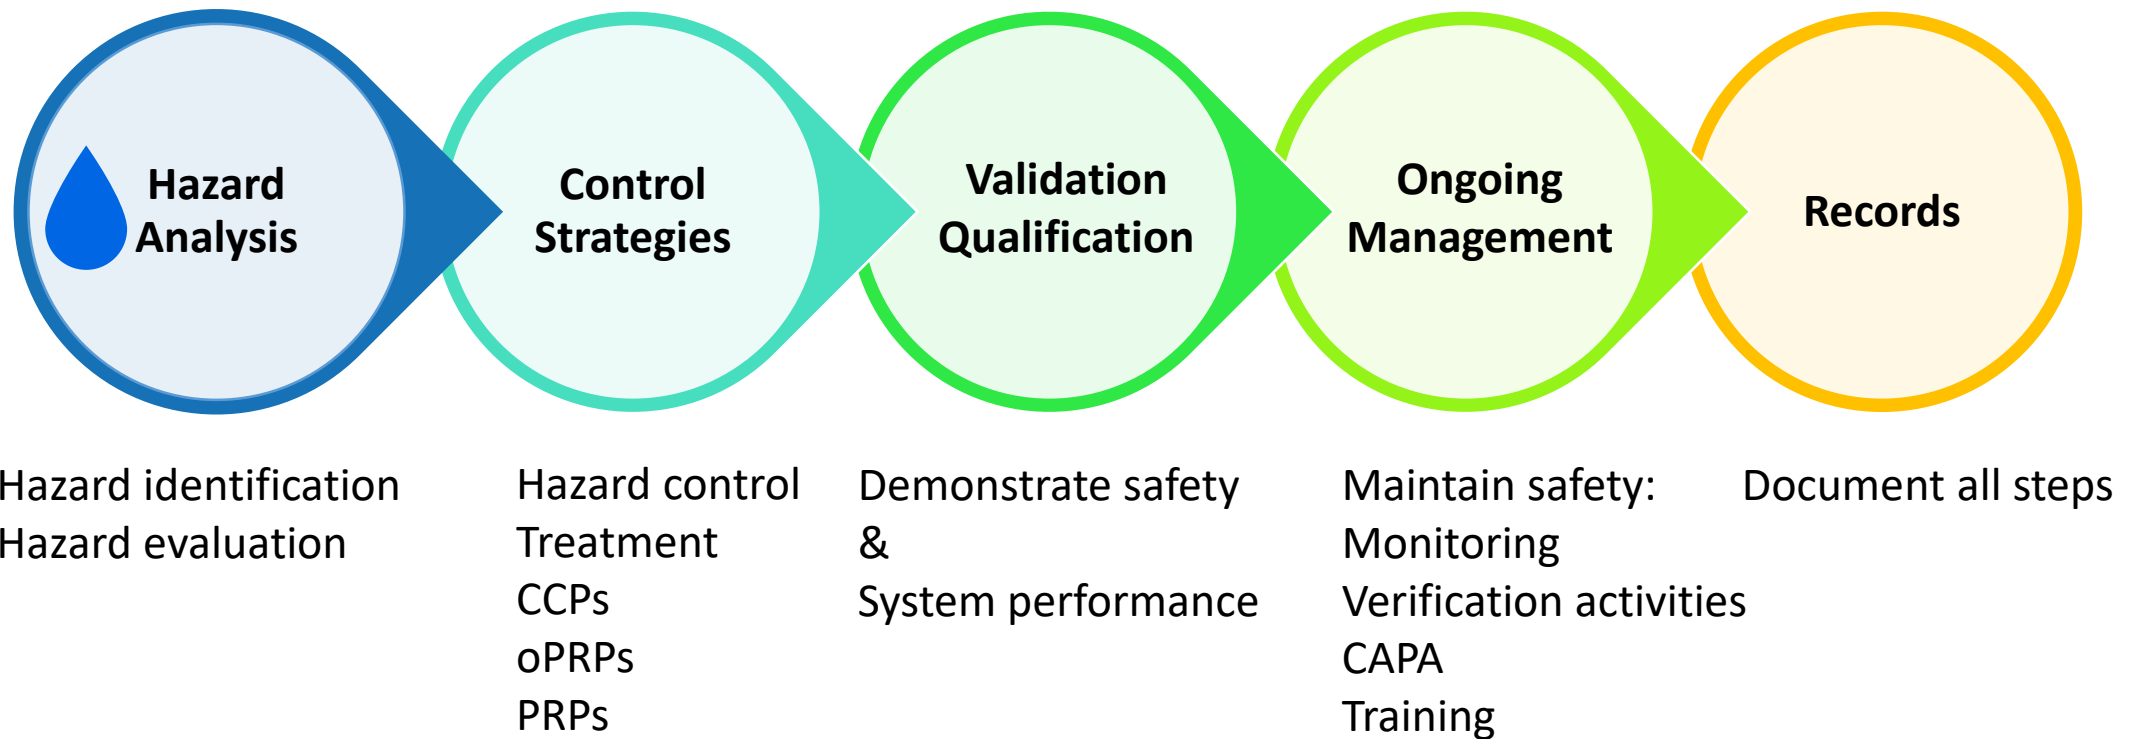 Hazard
Analysis
Control
Strategies
Validation
Qualification
Ongoing
Management
Records
Hazard identification
Hazard evaluation
Hazard control
Treatment
CCPs
oPRPs
PRPs
Demonstrate safety
&
System performance
Maintain safety:
Monitoring
Verification activities
CAPA
Training
Document all steps